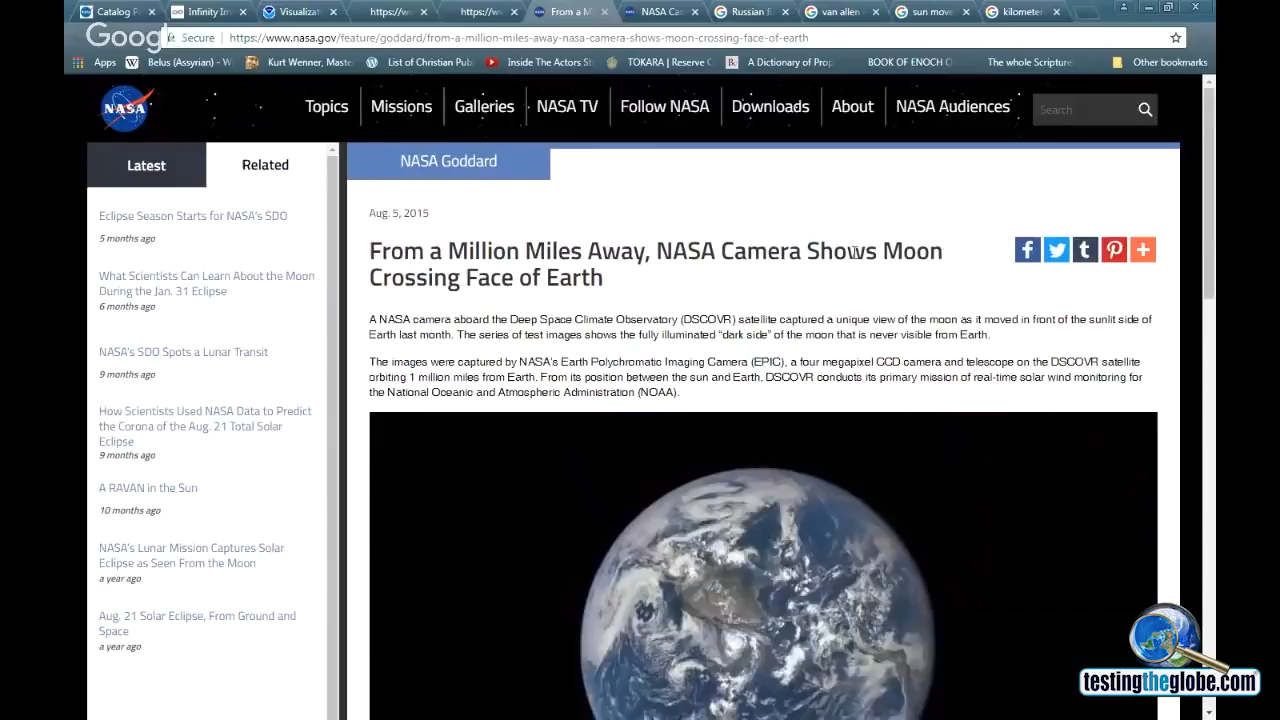 Catalog P
Infinity Im
Visualizat
https://w
https://w
From a M
NASA Ca
Russian fi
van allen
sun move
kilometer
Goog
Secure
https://www.nasa.gov/feature/goddard/from-a-million-miles-away-nasa-camera-shows-moon-crossing-face-of-earth
Apps
Belus (Assyrian) - W
Kurt Wenner, Maste
List of Christian Pub
Inside The Actors St
TOKARA | Reserve C
A Dictionary of Prop
BOOK OF ENOCH O
The whole Scripture
Other bookmarks
NASA
Topics
Missions
Galleries
NASA TV
Follow NASA
Downloads
About
NASA Audiences
Search
Latest
Related
Eclipse Season Starts for NASA's SDO
5 months ago
What Scientists Can Learn About the Moon
During the Jan. 31 Eclipse
6 months ago
NASA's SDO Spots a Lunar Transit
9 months ago
How Scientists Used NASA Data to Predict
the Corona of the Aug. 21 Total Solar
Eclipse
9 months ago
A RAVAN in the Sun
10 months ago
NASA's Lunar Mission Captures Solar
Eclipse as Seen From the Moon
a year ago
Aug. 21 Solar Eclipse, From Ground and
Space
a year ago
NASA Goddard
Aug. 5, 2015
From a Million Miles Away, NASA Camera Shows Moon
Crossing Face of Earth
A NASA camera aboard the Deep Space Climate Observatory (DSCOVR) satellite captured a unique view of the moon as it moved in front of the sunlit side of
Earth last month. The series of test images shows the fully illuminated "dark side" of the moon that is never visible from Earth.
The images were captured by NASA's Earth Polychromatic Imaging Camera (EPIC), a four megapixel CCD camera and telescope on the DSCOVR satellite
orbiting 1 million miles from Earth. From its position between the sun and Earth, DSCOVR conducts its primary mission of real-time solar wind monitoring for
the National Oceanic and Atmospheric Administration (NOAA).
testingtheglobe.com